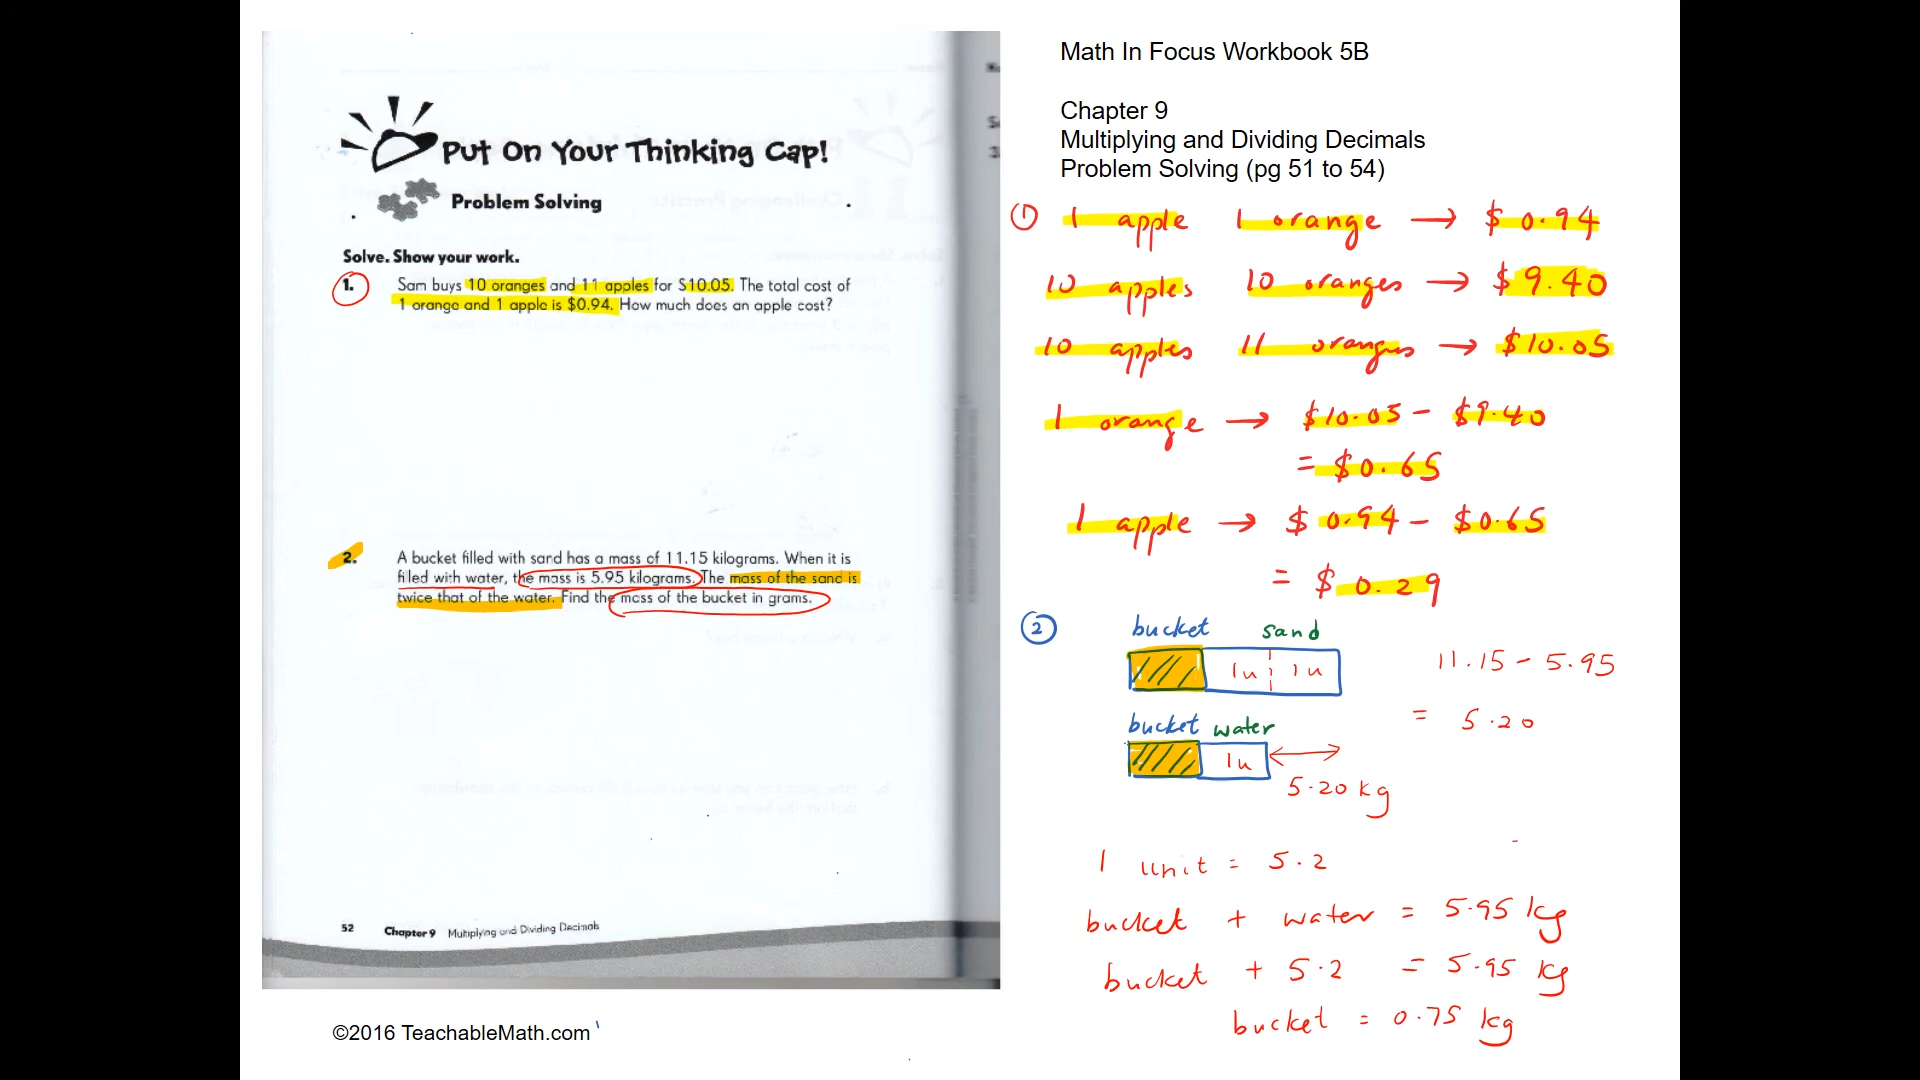 Put On Your Thinking Cap!
Problem Solving
Solve. Show your work.
1. Sam buys 10 oranges and 11 apples for $10.05. The total cost of
1 orange and 1 apple is $0.94. How much does an apple cost?
2. A bucket filled with sand has a mass of 11.15 kilograms. When it is
filled with water, the mass is 5.95 kilograms. The mass of the sand is
twice that of the water. Find the mass of the bucket in grams.
52 Chapter 9 Multiplying and Dividing Decimals
©2016 TeachableMath.com
Math In Focus Workbook 5B
Chapter 9
Multiplying and Dividing Decimals
Problem Solving (pg 51 to 54)
1 1 apple 1 orange → $ 0.94
10 apples 10 oranges → $ 9.40
10 apples 11 oranges → $10.05
1 orange → $10.05 - $9.40
= $0.65
1 apple → $ 0.94 - $0.65
= $ 0.29
2 bucket sand
1u 1u
11.15 - 5.95
= 5.20
bucket water
1u
5.20 kg
1 unit = 5.2
bucket + water = 5.95 kg
bucket + 5.2 = 5.95 kg
bucket = 0.75 kg